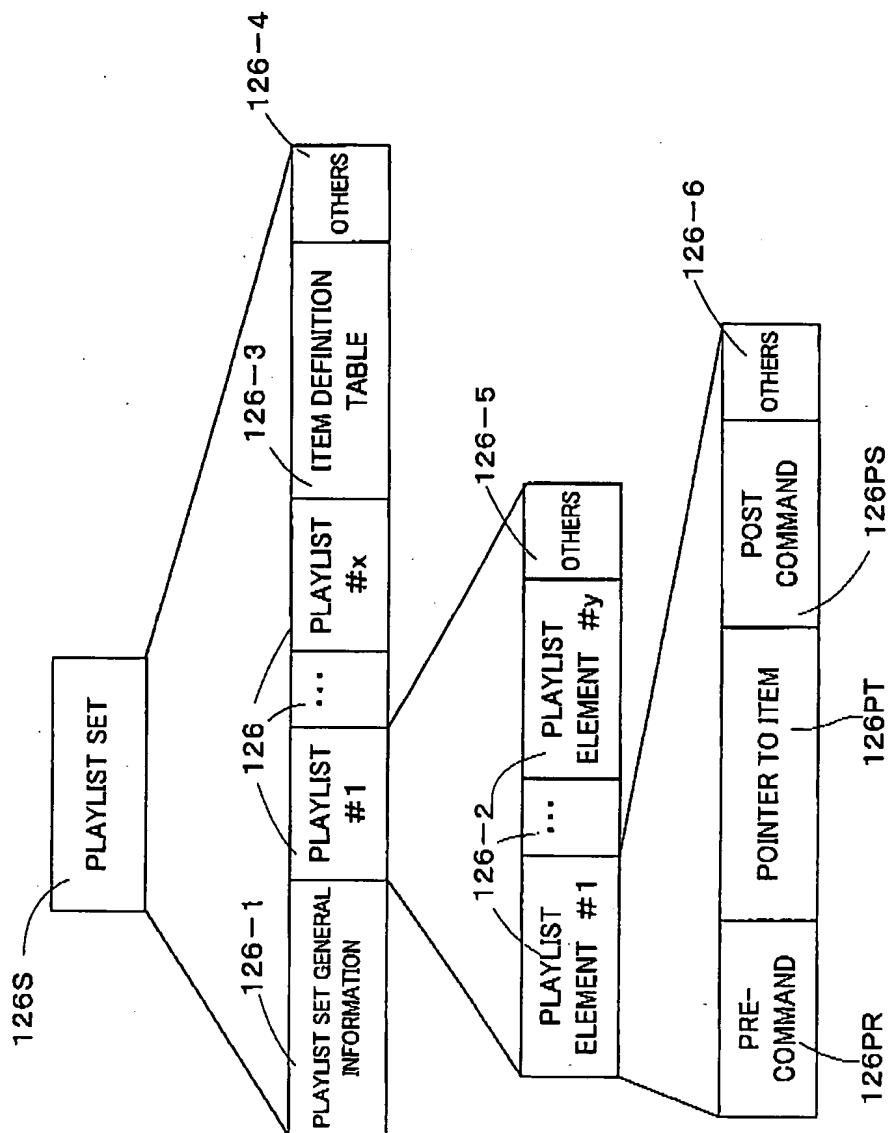 126S
PLAYLIST SET
126-1
126
126-3
126-4
PLAYLIST SET GENERAL
INFORMATION
PLAYLIST
#1
...
PLAYLIST
#x
ITEM DEFINITION
TABLE
OTHERS
126-2
126-5
PLAYLIST
ELEMENT #1
...
PLAYLIST
ELEMENT #y
OTHERS
126-6
PRE-
COMMAND
POINTER TO ITEM
POST
COMMAND
OTHERS
126PR
126PT
126PS